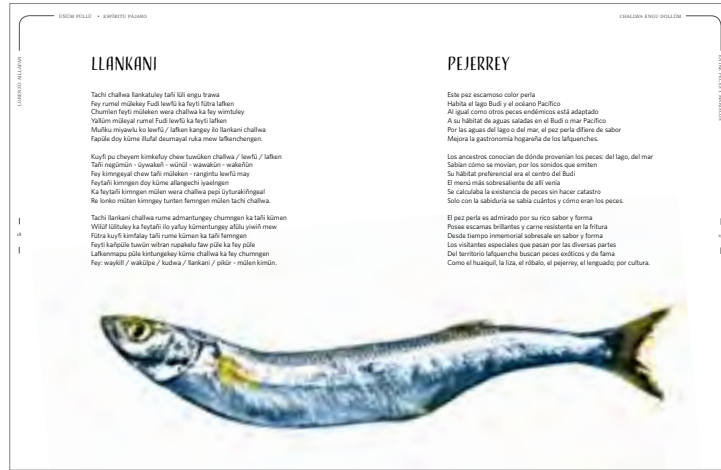 ÜÑÜM PÜLLÜ • ESPÍRITU PÁJARO
LORENZO AILLAPAN
LLANKANI
Tachi challwa llankatuley tañi lüli engu trawa
Fey rumel mülekey Fudi lewfü ka feyti fütra lafken
Chumlen feyti müleken wera challwa ka fey wimtuley
Yallüm müleyal rumel Fudi lewfü ka feyti lafken
Muñku miyawlu ko lewfü / lafken kangey ilo llankani challwa
Fapüle doy küme illufal deumayal ruka mew lafkenchengen.
Kuyfi pu cheyem kimkefuy chew tuwüken challwa / lewfü / lafken
Tañi negümün - üywakeñ - wünül - wawakün - wakeñün
Fey kimngeyal chew tañi müleken - rangintu lewfü may
Feytañi kimngen doy küme allangechi iyaelngen
Ka feytañi kimngen mülen wera challwa pepi üyturakiñngeal
Re lonko müten kimngey tunten femngen mülen tachi challwa.
Tachi llankani challwa rume admantungey chumngen ka tañi kümen
Wilüf lülituley ka feytañi ilo yafuy kümentungey afülu yiwiñ mew
Fütra kuyfi kimfalay tañi rume kümen ka tañi femngen
Feyti kañpüle tuwün witran rupakelu faw püle ka fey püle
Lafkenmapu püle kintungekey küme challwa ka fey chumngen
Fey: waykill / wakülpe / kudwa / llankani / pikür - mülen kimün.
CHALLWA ENGU DOLLÜM
PEJERREY
Este pez escamoso color perla
Habita el lago Budi y el océano Pacífico
Al igual como otros peces endémicos está adaptado
A su hábitat de aguas saladas en el Budi o mar Pacífico
Por las aguas del lago o del mar, el pez perla difiere de sabor
Mejora la gastronomía hogareña de los lafquenches.
Los ancestros conocían de dónde provenían los peces: del lago, del mar
Sabían cómo se movían, por los sonidos que emiten
Su hábitat preferencial era el centro del Budi
El menú más sobresaliente de allí venía
Se calculaba la existencia de peces sin hacer catastro
Solo con la sabiduría se sabía cuántos y cómo eran los peces.
El pez perla es admirado por su rico sabor y forma
Posee escamas brillantes y carne resistente en la fritura
Desde tiempo inmemorial sobresale en sabor y forma
Los visitantes especiales que pasan por las diversas partes
Del territorio lafquenche buscan peces exóticos y de fama
Como el huaiquil, la liza, el róbalo, el pejerrey, el lenguado; por cultura.